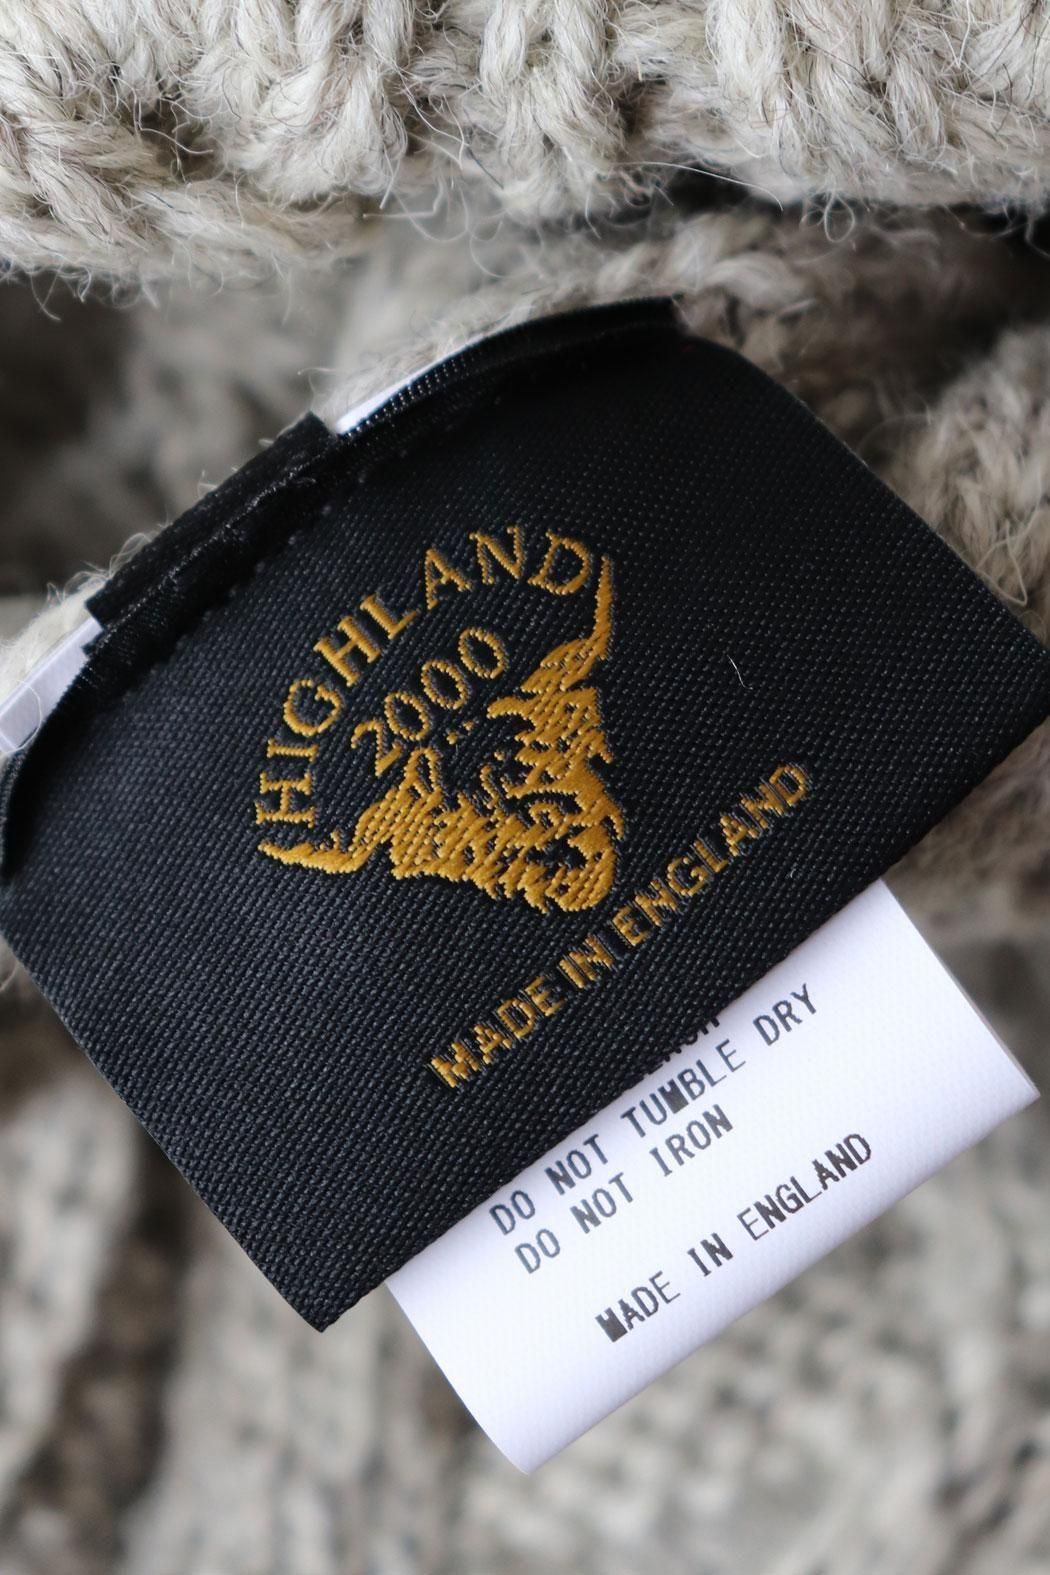 HIGHLAND
2000
MADE IN ENGLAND
DO NOT TUMBLE DRY
DO NOT IRON
MADE IN ENGLAND